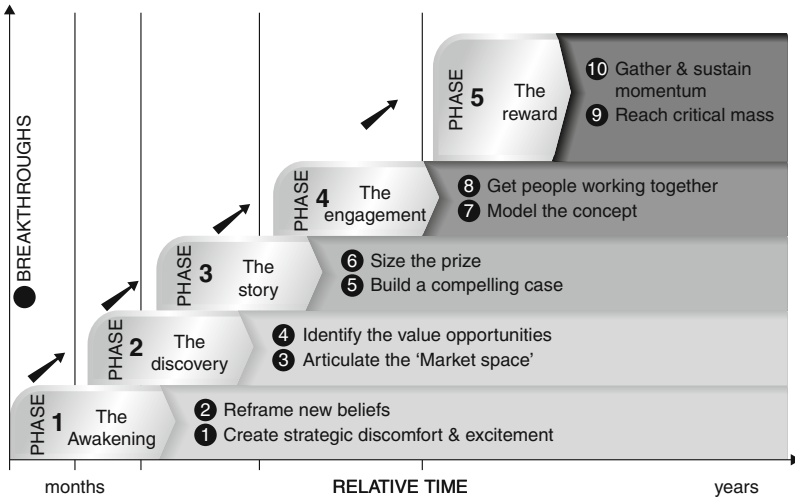 BREAKTHROUGHS
PHASE
5
The
reward
10 Gather & sustain
momentum
9 Reach critical mass
PHASE
4
The
engagement
8 Get people working together
7 Model the concept
PHASE
3
The
story
6 Size the prize
5 Build a compelling case
PHASE
2
The
discovery
4 Identify the value opportunities
3 Articulate the ‘Market space’
PHASE
1
The
Awakening
2 Reframe new beliefs
1 Create strategic discomfort & excitement
months
RELATIVE TIME
years